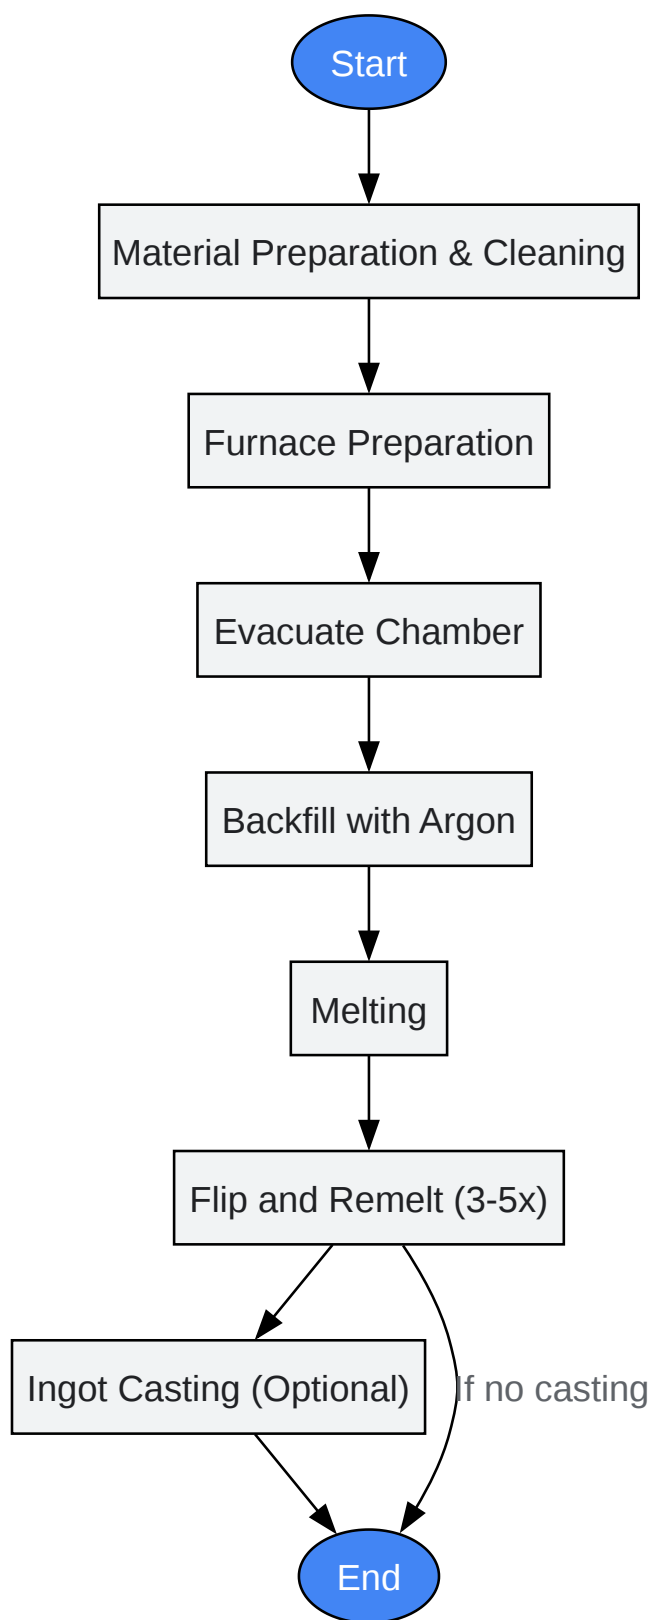 Start
Material Preparation & Cleaning
Furnace Preparation
Evacuate Chamber
Backfill with Argon
Melting
Flip and Remelt (3-5x)
Ingot Casting (Optional)
If no casting
End